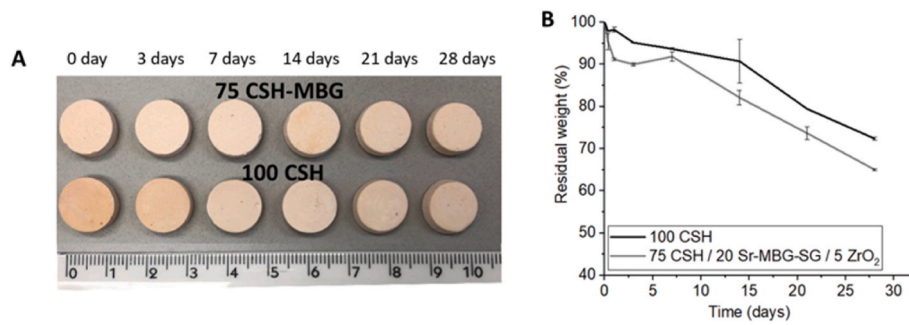 A
0 day 3 days 7 days 14 days 21 days 28 days
75 CSH-MBG
100 CSH
0 1 2 3 4 5 6 7 8 9 10
B
Residual weight (%)
100
90
80
70
60
50
40
100 CSH
75 CSH / 20 Sr-MBG-SG / 5 ZrO₂
0 5 10 15 20 25 30
Time (days)